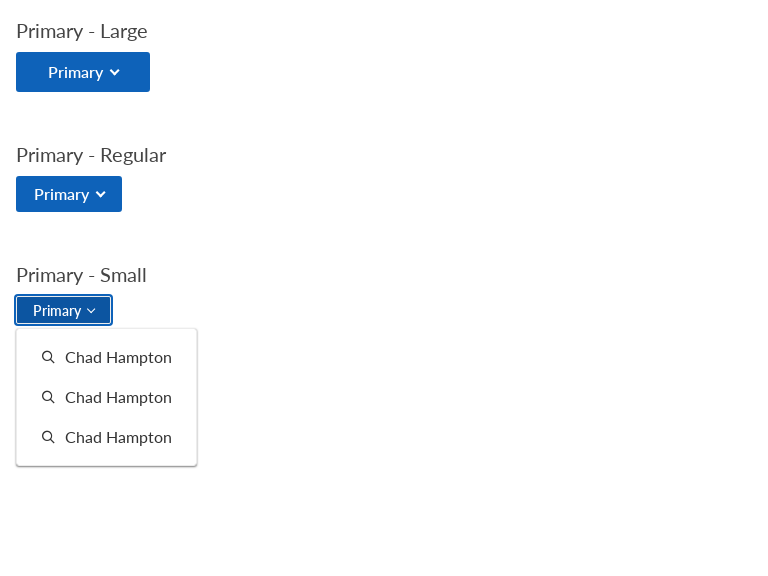 Primary - Large
Primary
Primary - Regular
Primary
Primary - Small
Primary
Chad Hampton
Chad Hampton
Chad Hampton